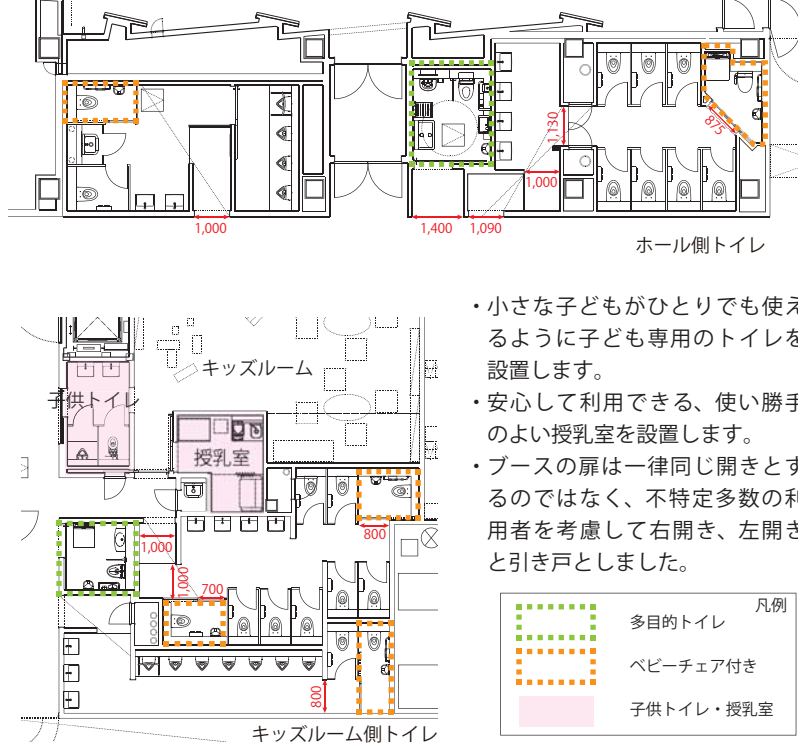 1,130
875
1,000
1,000
1,400
1,090
ホール側トイレ
キッズルーム
子供トイレ
授乳室
1,000
800
1,000
700
800
キッズルーム側トイレ
・小さな子どもがひとりでも使え
るように子ども専用のトイレを
設置します。
・安心して利用できる、使い勝手
のよい授乳室を設置します。
・ブースの扉は一律同じ開きとす
るのではなく、不特定多数の利
用者を考慮して右開き、左開き
と引き戸としました。
凡例
多目的トイレ
ベビーチェア付き
子供トイレ・授乳室